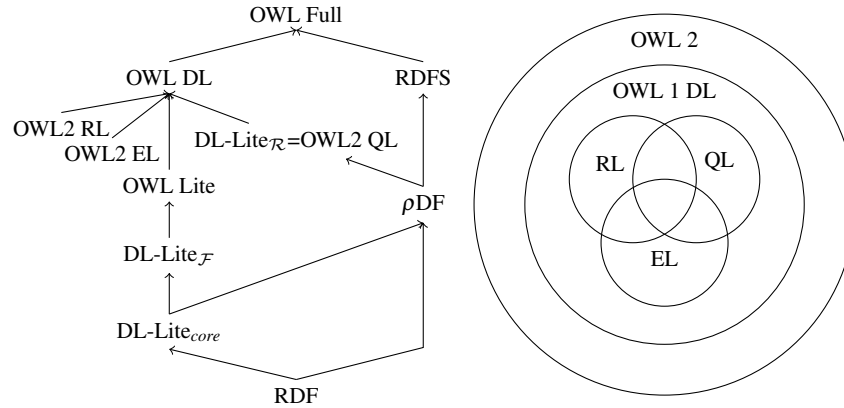 OWL Full
OWL DL
RDFS
OWL2 RL
OWL2 EL
DL-Lite𝓡=OWL2 QL
OWL Lite
ρDF
DL-Lite𝓕
DL-Litecore
RDF
OWL 2
OWL 1 DL
RL
QL
EL